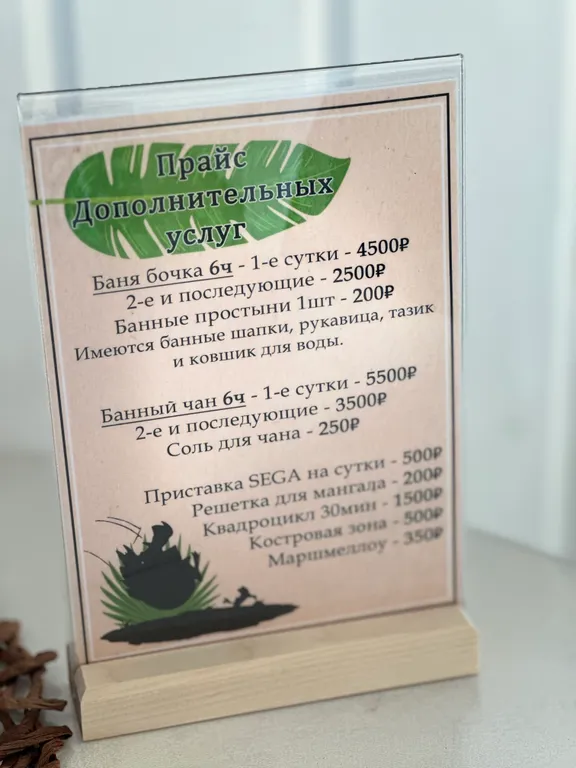 Прайс
Дополнительных
услуг
Баня бочка 6ч - 1-е сутки - 4500₽
2-е и последующие - 2500₽
Банные простыни 1шт - 200₽
Имеются банные шапки, рукавица, тазик
и ковшик для воды.
Банный чан 6ч - 1-е сутки - 5500₽
2-е и последующие - 3500₽
Соль для чана - 250₽
Приставка SEGA на сутки - 500₽
Решетка для мангала - 200₽
Квадроцикл 30мин - 1500₽
Костровая зона - 500₽
Маршмеллоу - 350₽